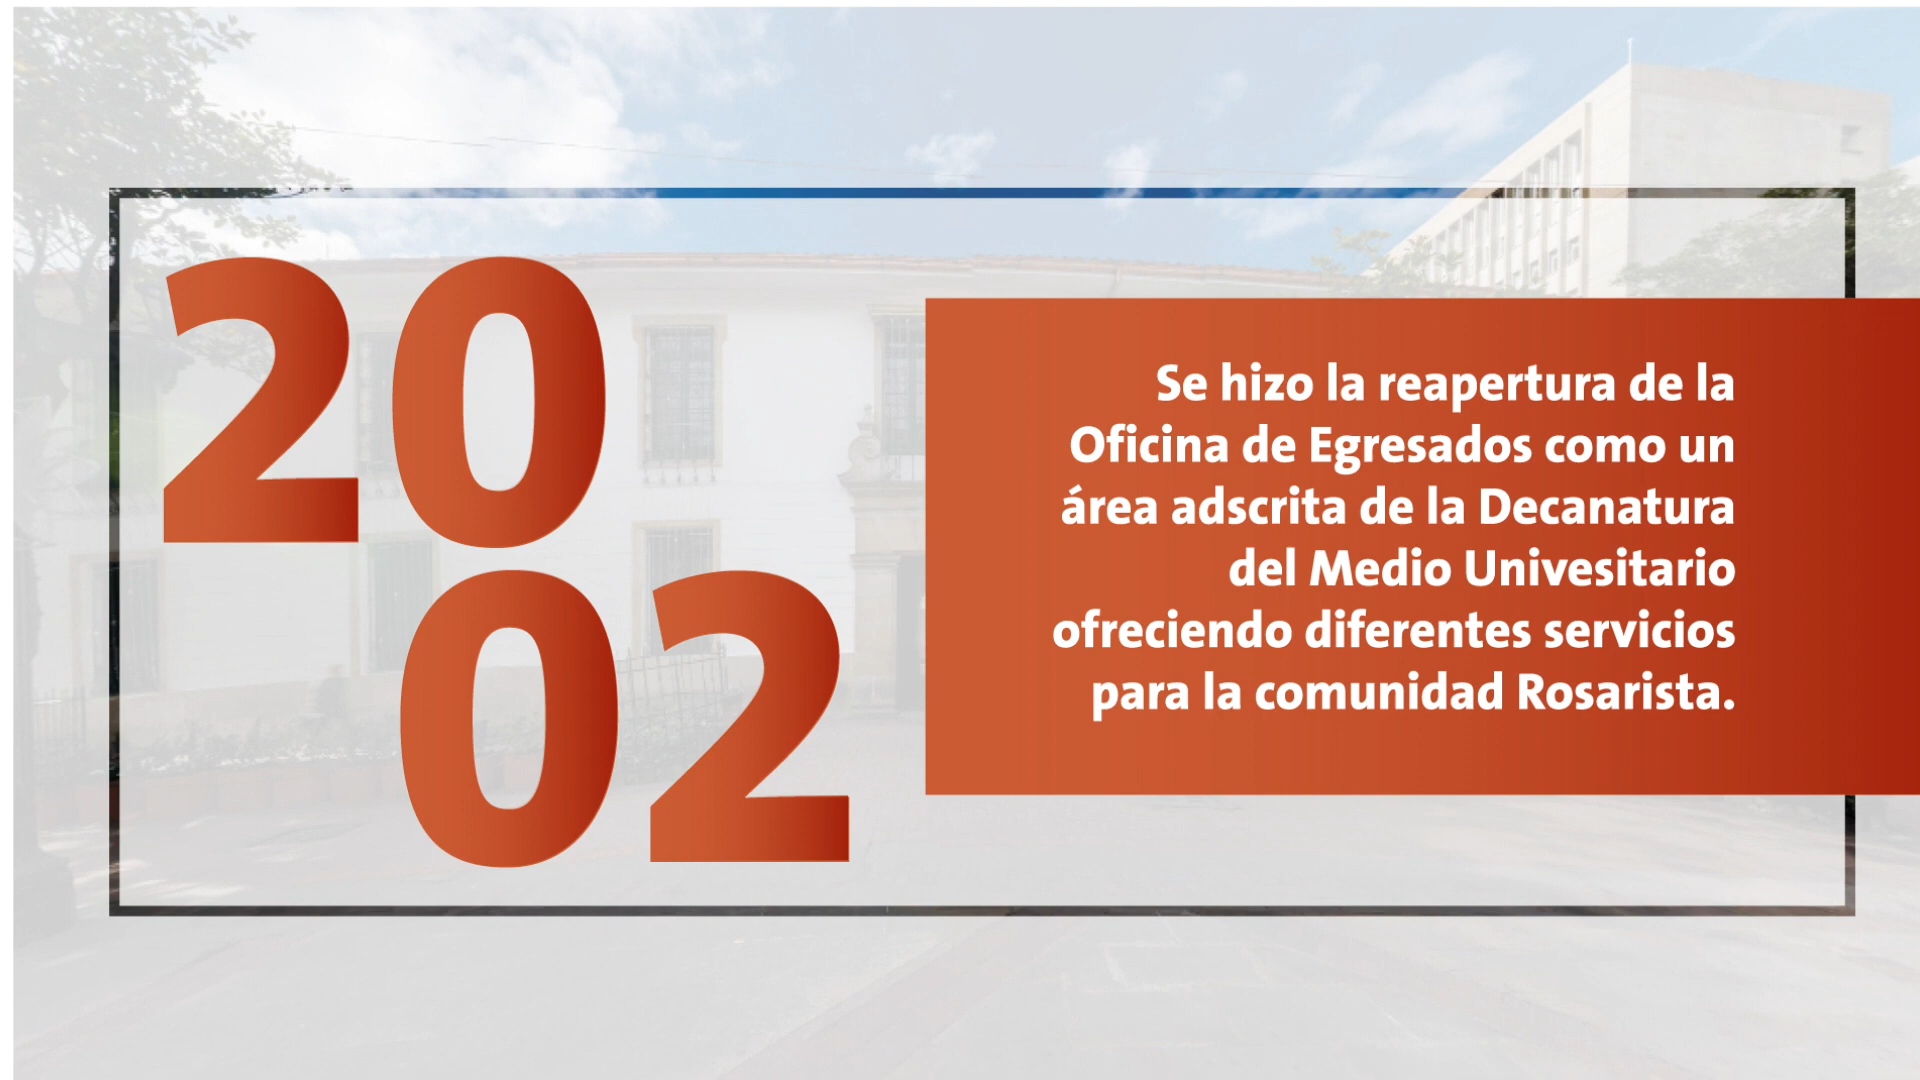 20
02
Se hizo la reapertura de la
Oficina de Egresados como un
área adscrita de la Decanatura
del Medio Univesitario
ofreciendo diferentes servicios
para la comunidad Rosarista.